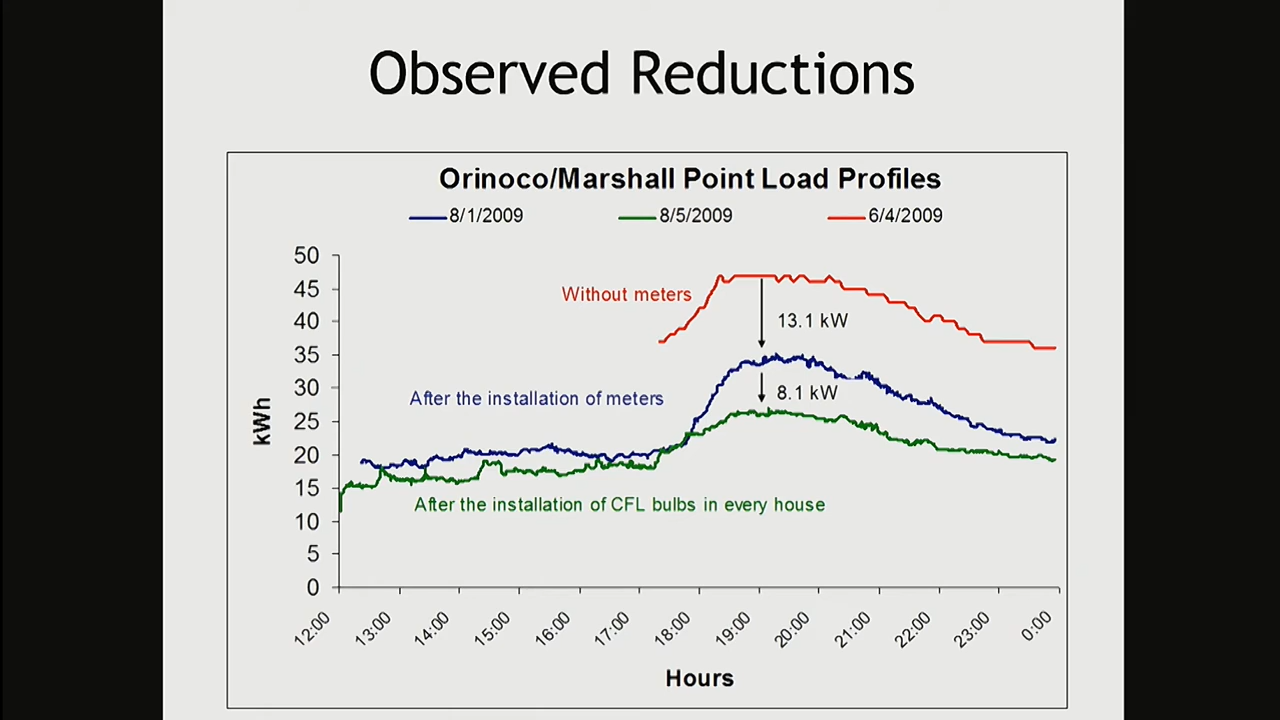 Observed Reductions
Orinoco/Marshall Point Load Profiles
8/1/2009 8/5/2009 6/4/2009
50
45
40
35
30
25
20
15
10
5
0
kWh
Without meters
13.1 kW
8.1 kW
After the installation of meters
After the installation of CFL bulbs in every house
12:00 13:00 14:00 15:00 16:00 17:00 18:00 19:00 20:00 21:00 22:00 23:00 0:00
Hours